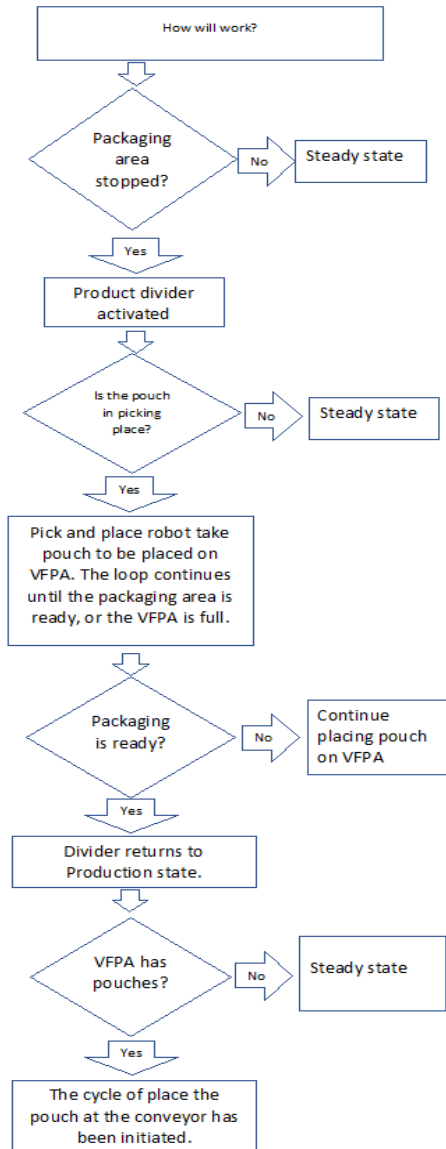 How will work?
Packaging
area
stopped?
No
Steady state
Yes
Product divider
activated
Is the pouch
in picking
place?
No
Steady state
Yes
Pick and place robot take
pouch to be placed on
VFPA. The loop continues
until the packaging area is
ready, or the VFPA is full.
Packaging
is ready?
No
Continue
placing pouch
on VFPA
Yes
Divider returns to
Production state.
VFPA has
pouches?
No
Steady state
Yes
The cycle of place the
pouch at the conveyor has
been initiated.